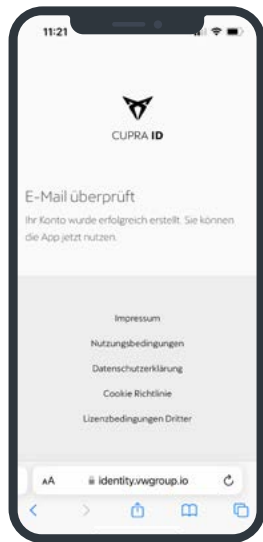 11:21
CUPRA ID
E-Mail überprüft
Ihr Konto wurde erfolgreich erstellt. Sie können
die App jetzt nutzen.
Impressum
Nutzungsbedingungen
Datenschutzerklärung
Cookie Richtlinie
Lizenzbedingungen Dritter
AA identity.vwgroup.io